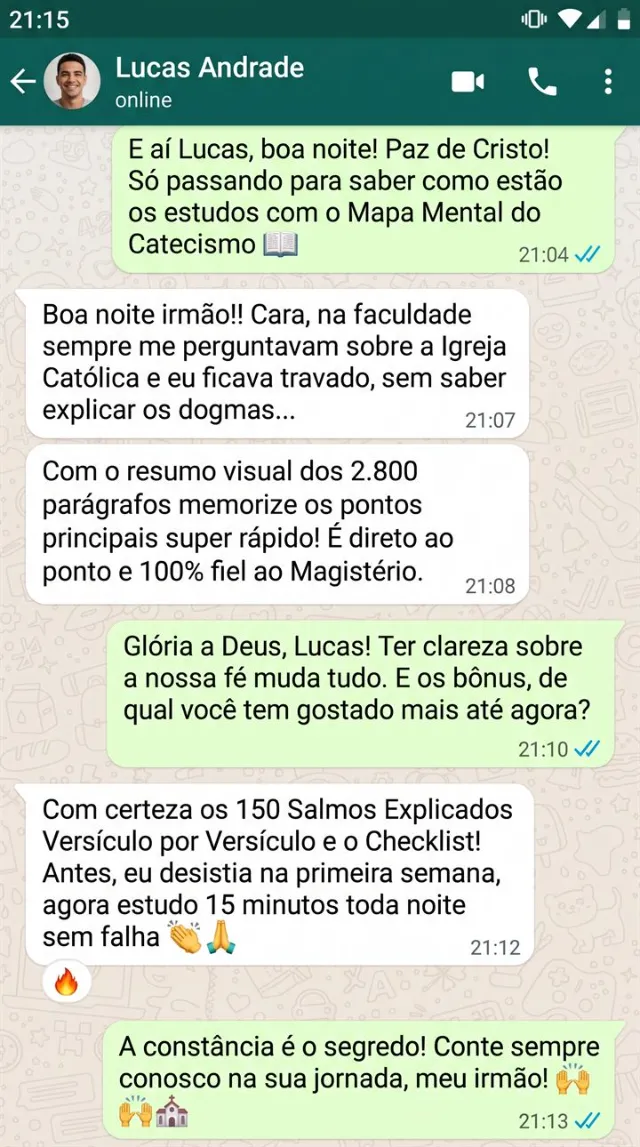 21:15
Lucas Andrade
online
E aí Lucas, boa noite! Paz de Cristo!
Só passando para saber como estão
os estudos com o Mapa Mental do
Catecismo 📖
21:04
Boa noite irmão!! Cara, na faculdade
sempre me perguntavam sobre a Igreja
Católica e eu ficava travado, sem saber
explicar os dogmas...
21:07
Com o resumo visual dos 2.800
parágrafos memorize os pontos
principais super rápido! É direto ao
ponto e 100% fiel ao Magistério.
21:08
Glória a Deus, Lucas! Ter clareza sobre
a nossa fé muda tudo. E os bônus, de
qual você tem gostado mais até agora?
21:10
Com certeza os 150 Salmos Explicados
Versículo por Versículo e o Checklist!
Antes, eu desistia na primeira semana,
agora estudo 15 minutos toda noite
sem falha 👏🙏
21:12
🔥
A constância é o segredo! Conte sempre
conosco na sua jornada, meu irmão! 🙌
🙌⛪
21:13